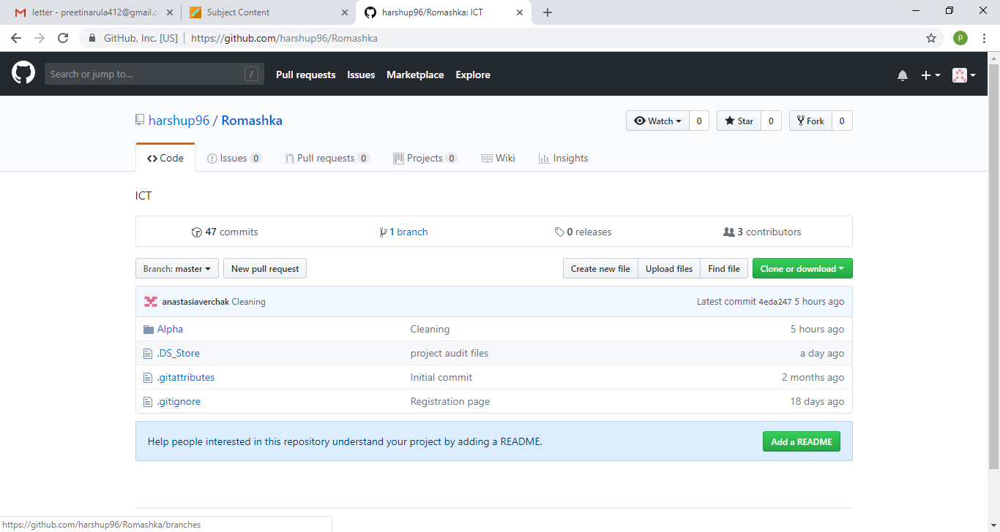 letter - preetinarula412@gmail.co
Subject Content
harshup96/Romashka: ICT
GitHub, Inc. [US] https://github.com/harshup96/Romashka
p
Search or jump to... /
Pull requests Issues Marketplace Explore
harshup96 / Romashka
Watch 0 Star 0 Fork 0
Code Issues 0 Pull requests 0 Projects 0 Wiki Insights
ICT
47 commits 1 branch 0 releases 3 contributors
Branch: master New pull request Create new file Upload files Find file Clone or download
anastasiaverchak Cleaning Latest commit 4eda247 5 hours ago
Alpha Cleaning 5 hours ago
.DS_Store project audit files a day ago
.gitattributes Initial commit 2 months ago
.gitignore Registration page 18 days ago
Help people interested in this repository understand your project by adding a README. Add a README
https://github.com/harshup96/Romashka/branches